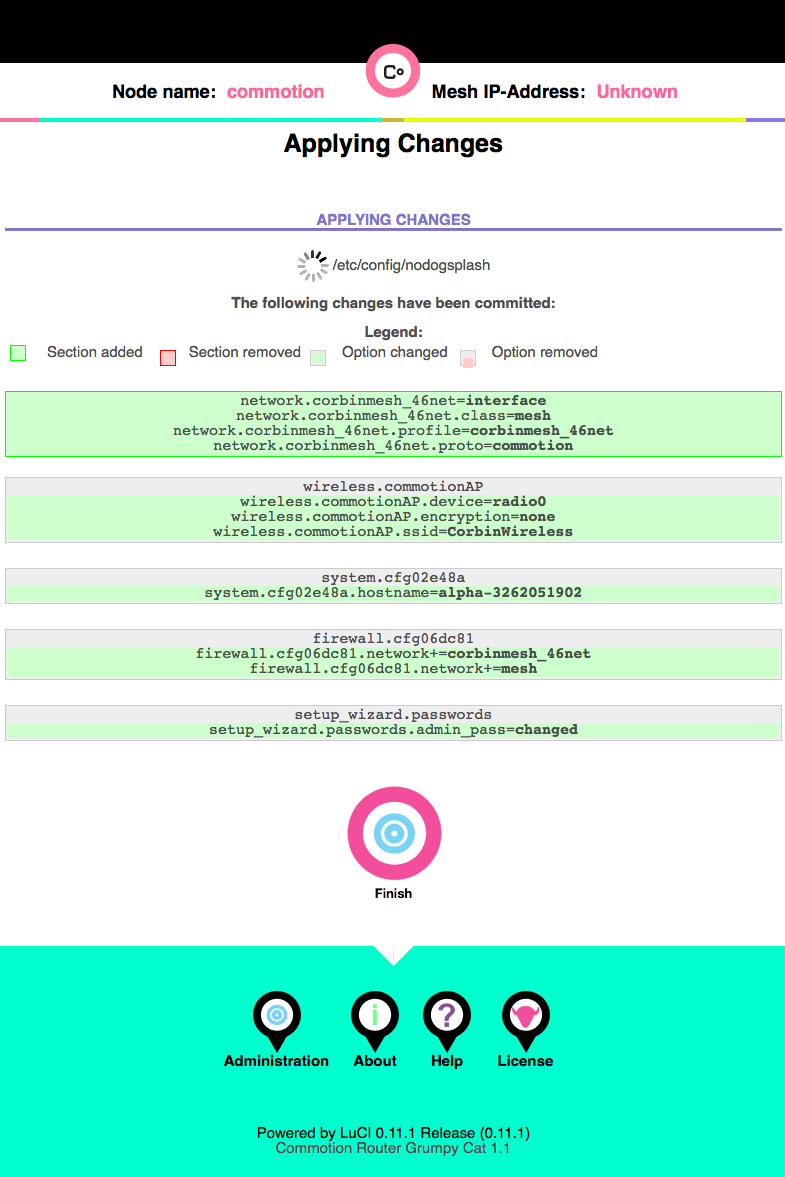 Co
Node name: commotion Mesh IP-Address: Unknown
Applying Changes
APPLYING CHANGES
/etc/config/nodogsplash
The following changes have been committed:
Legend:
Section added Section removed Option changed Option removed
network.corbinmesh_46net=interface
network.corbinmesh_46net.class=mesh
network.corbinmesh_46net.profile=corbinmesh_46net
network.corbinmesh_46net.proto=commotion
wireless.commotionAP
wireless.commotionAP.device=radio0
wireless.commotionAP.encryption=none
wireless.commotionAP.ssid=CorbinWireless
system.cfg02e48a
system.cfg02e48a.hostname=alpha-3262051902
firewall.cfg06dc81
firewall.cfg06dc81.network+=corbinmesh_46net
firewall.cfg06dc81.network+=mesh
setup_wizard.passwords
setup_wizard.passwords.admin_pass=changed
Finish
i ?
Administration About Help License
Powered by LuCI 0.11.1 Release (0.11.1)
Commotion Router Grumpy Cat 1.1